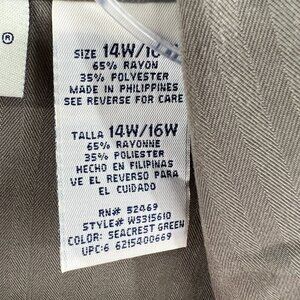 ®
SIZE 14W/16W
65% RAYON
35% POLYESTER
MADE IN PHILIPPINES
SEE REVERSE FOR CARE
TALLA 14W/16W
65% RAYONNE
35% POLIESTER
HECHO EN FILIPINAS
VE EL REVERSO PARA
EL CUIDADO
RN# 52469
STYLE# WS315610
COLOR: SEACREST GREEN
UPC:6 6215400669